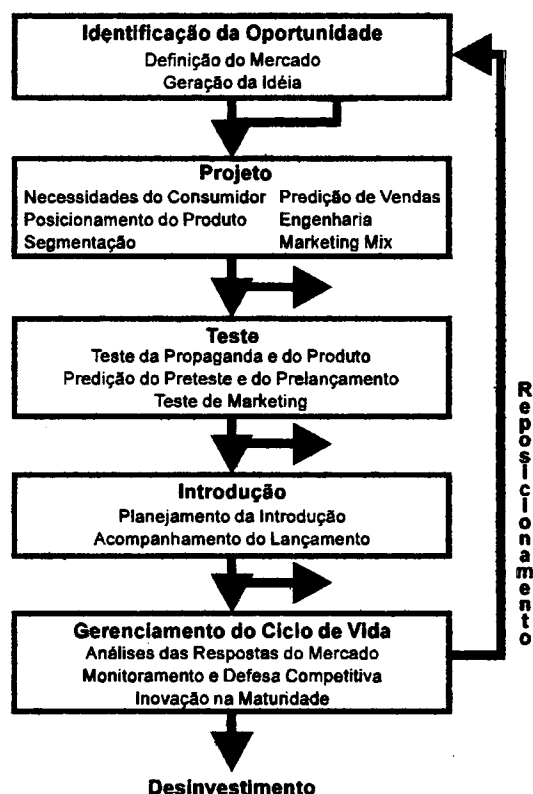 Identificação da Oportunidade
Definição do Mercado
Geração da Idéia
Projeto
Necessidades do Consumidor Predição de Vendas
Posicionamento do Produto Engenharia
Segmentação Marketing Mix
Teste
Teste da Propaganda e do Produto
Predição do Preteste e do Prelançamento
Teste de Marketing
Introdução
Planejamento da Introdução
Acompanhamento do Lançamento
Gerenciamento do Ciclo de Vida
Análises das Respostas do Mercado
Monitoramento e Defesa Competitiva
Inovação na Maturidade
Desinvestimento
Reposicionamento